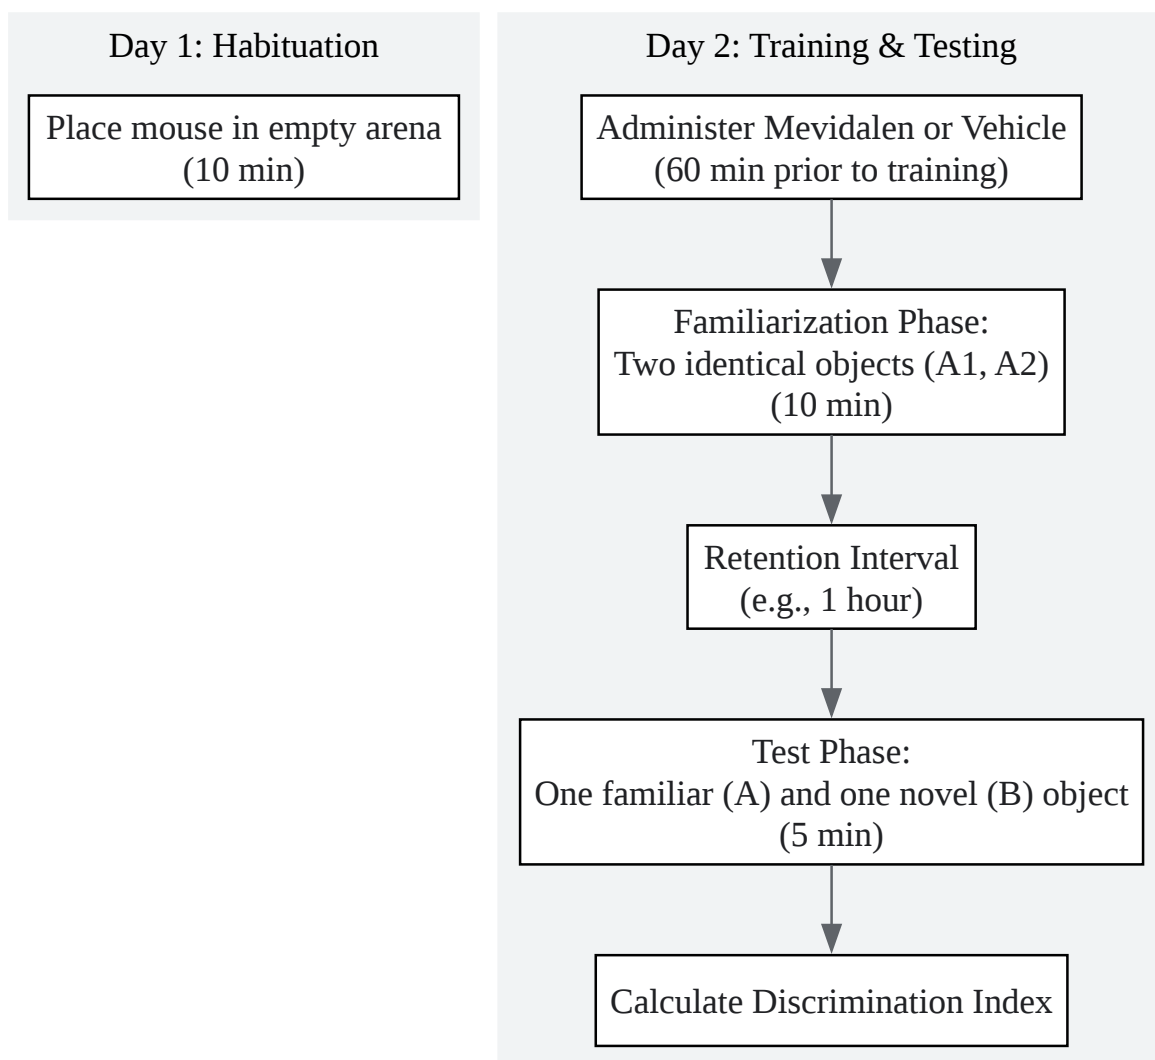 Day 1: Habituation
Place mouse in empty arena
(10 min)
Day 2: Training & Testing
Administer Mevidalen or Vehicle
(60 min prior to training)
Familiarization Phase:
Two identical objects (A1, A2)
(10 min)
Retention Interval
(e.g., 1 hour)
Test Phase:
One familiar (A) and one novel (B) object
(5 min)
Calculate Discrimination Index